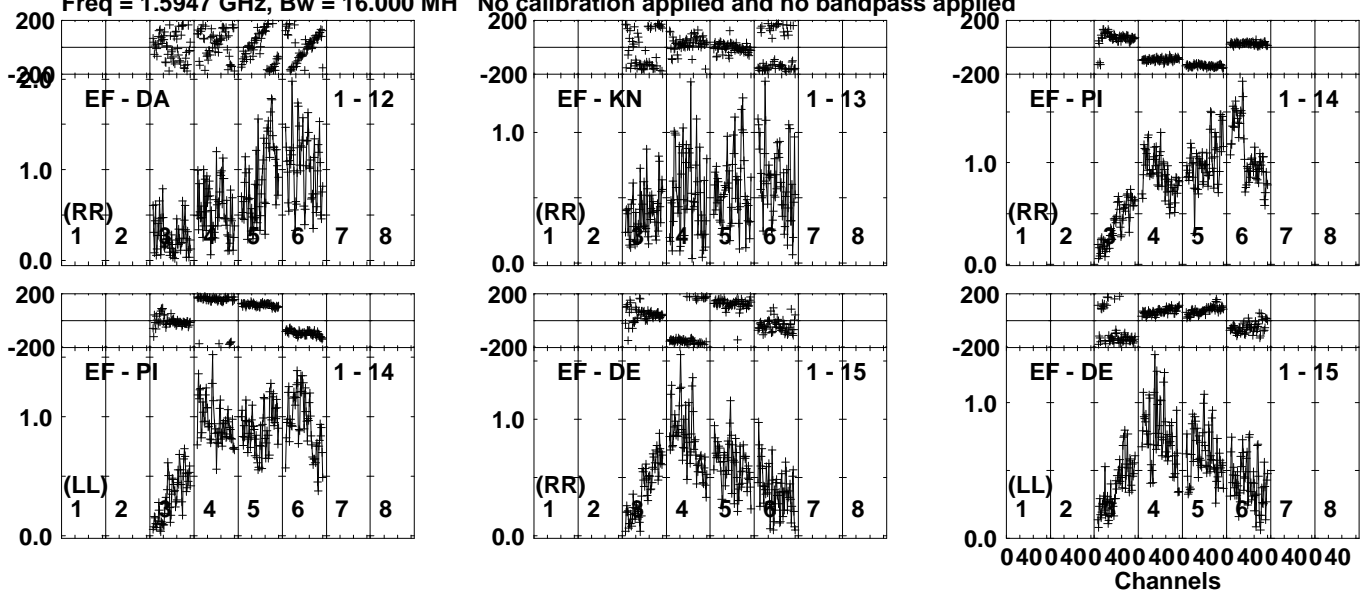 Freq = 1.5947 GHz, Bw = 16.000 MH No calibration applied and no bandpass applied
200
-200
2.0
1.0
0.0
EF - DA 1 - 12
(RR)
1 2 3 4 5 6 7 8
200
-200
1.0
0.0
EF - KN 1 - 13
(RR)
1 2 3 4 5 6 7 8
200
-200
1.0
0.0
EF - PI 1 - 14
(RR)
1 2 3 4 5 6 7 8
200
-200
1.0
0.0
EF - PI 1 - 14
(LL)
1 2 3 4 5 6 7 8
200
-200
1.0
0.0
EF - DE 1 - 15
(RR)
1 2 3 4 5 6 7 8
200
-200
1.0
0.0
EF - DE 1 - 15
(LL)
1 2 3 4 5 6 7 8
0 40 0 40 0 40 0 40 0 40 0 40 0 40 0 40
Channels